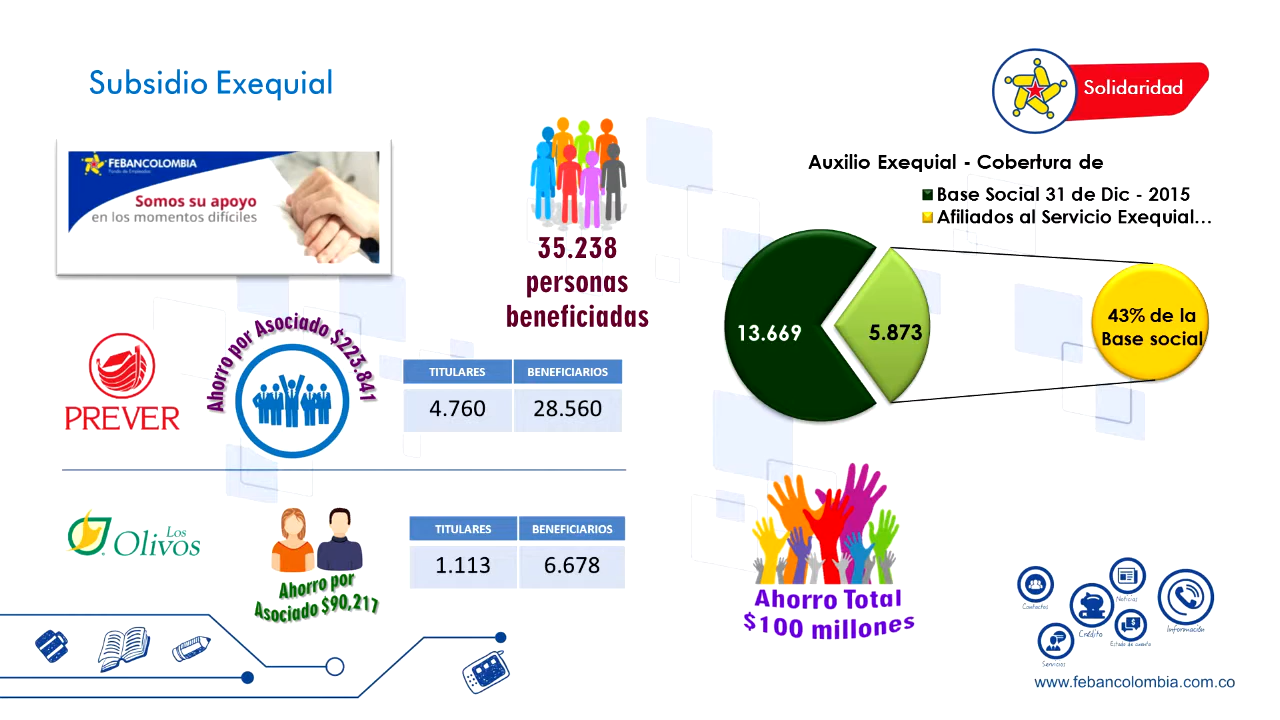 Subsidio Exequial
Solidaridad
FEBANCOLOMBIA
Fondo de Empleados
Somos su apoyo
en los momentos difíciles
35.238
personas
beneficiadas
Auxilio Exequial - Cobertura de
Base Social 31 de Dic - 2015
Afiliados al Servicio Exequial...
13.669
5.873
43% de la
Base social
PREVER
Ahorro por Asociado $223.841
TITULARES BENEFICIARIOS
4.760 28.560
Los
Olivos
Ahorro por
Asociado $90,217
TITULARES BENEFICIARIOS
1.113 6.678
Ahorro Total
$100 millones
Contactos
Noticias
Crédito
Información
Estado de cuenta
Servicios
www.febancolombia.com.co